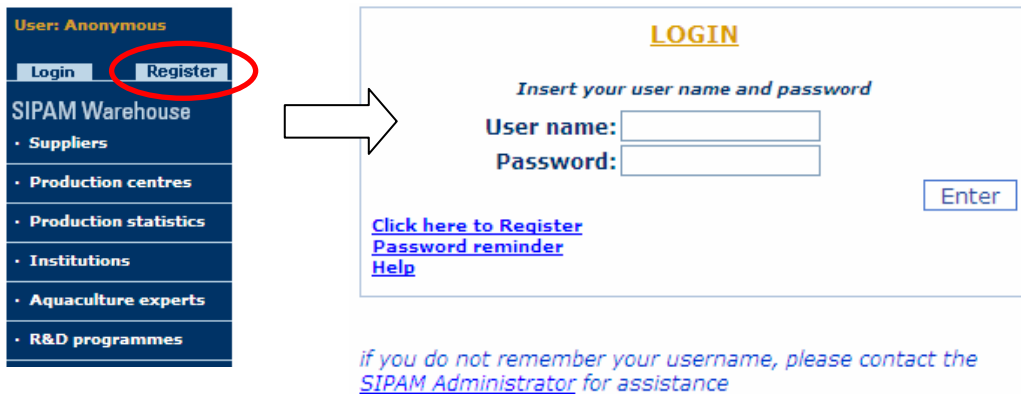 User: Anonymous
Login Register
SIPAM Warehouse
· Suppliers
· Production centres
· Production statistics
· Institutions
· Aquaculture experts
· R&D programmes
LOGIN
Insert your user name and password
User name:
Password:
Enter
Click here to Register
Password reminder
Help
if you do not remember your username, please contact the
SIPAM Administrator for assistance